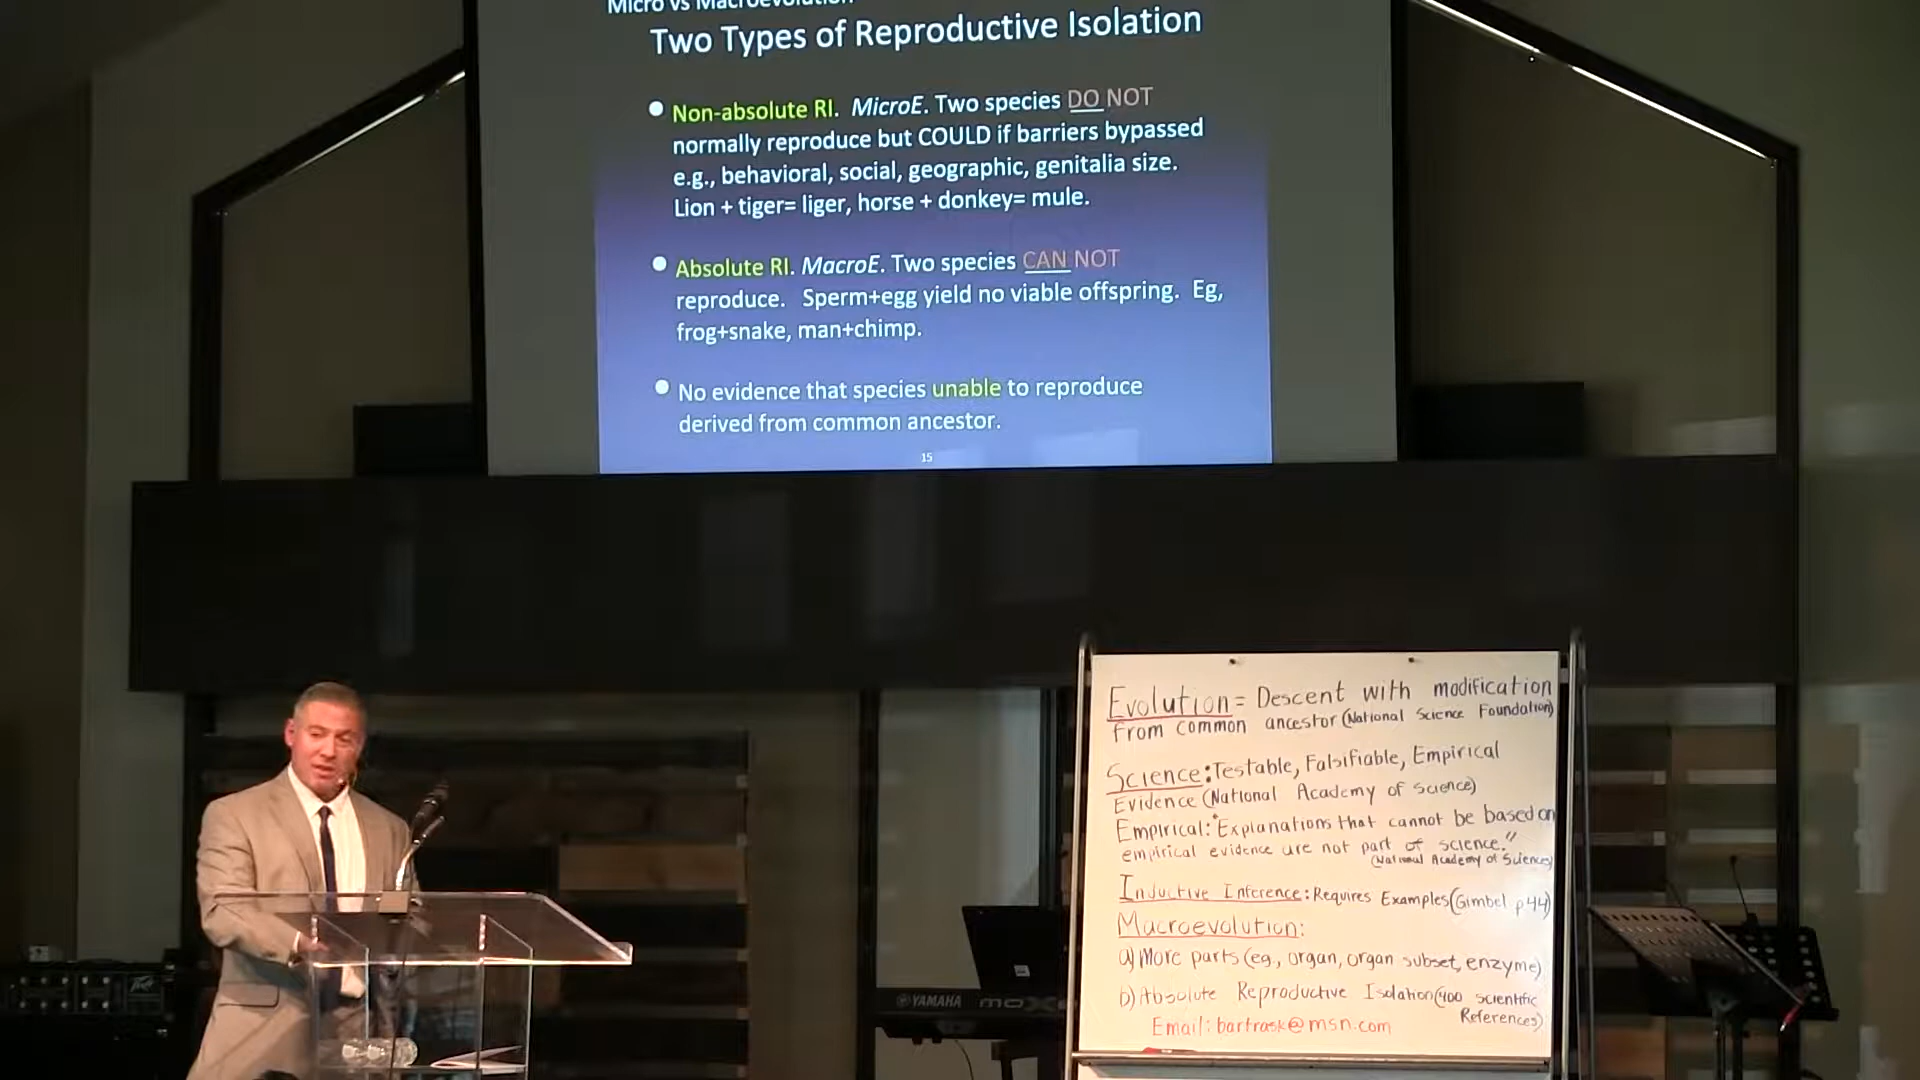 Micro vs Macroevolution
Two Types of Reproductive Isolation
● Non-absolute RI. MicroE. Two species DO NOT
normally reproduce but COULD if barriers bypassed
e.g., behavioral, social, geographic, genitalia size.
Lion + tiger= liger, horse + donkey= mule.
● Absolute RI. MacroE. Two species CAN NOT
reproduce. Sperm+egg yield no viable offspring. Eg,
frog+snake, man+chimp.
● No evidence that species unable to reproduce
derived from common ancestor.
15
Evolution = Descent with modification
from common ancestor (National Science Foundation)
Science: Testable, Falsifiable, Empirical
Evidence (National Academy of Science)
Empirical: "Explanations that cannot be based on
empirical evidence are not part of science."
(National Academy of Science)
Inductive Inference: Requires Examples (Gimbel p44)
Macroevolution:
a) More parts (eg., organ, organ subset, enzyme)
b) Absolute Reproductive Isolation (400 scientific
References)
Email: bartrask@msn.com
YAMAHA
PEAVEY